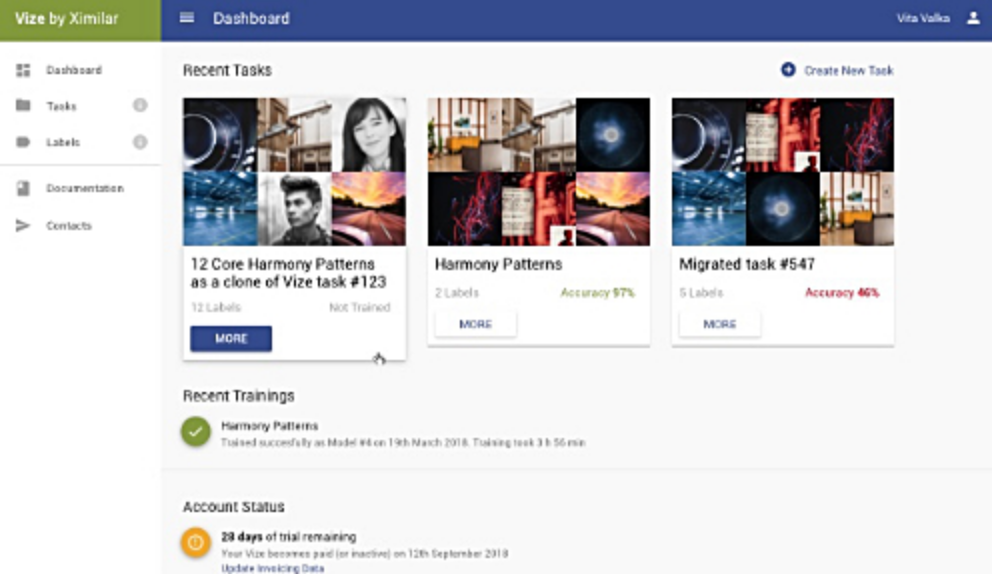 Vize by Ximilar
Dashboard
Vita Valka
Dashboard
Tasks
Labels
Documentation
Contacts
Recent Tasks
Create New Task
12 Core Harmony Patterns
as a clone of Vize task #123
12 Labels
Not Trained
MORE
Harmony Patterns
2 Labels
Accuracy 97%
MORE
Migrated task #547
5 Labels
Accuracy 46%
MORE
Recent Trainings
Harmony Patterns
Trained succesfully as Model #4 on 19th March 2018. Training took 3 h 56 min
Account Status
28 days of trial remaining
Your Vize becomes paid (or inactive) on 12th September 2018
Update Invoicing Data